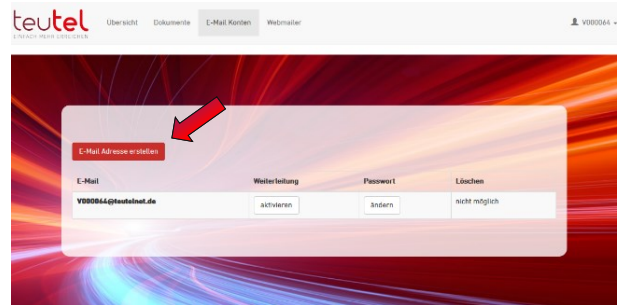 teutel
EINFACH MEHR ERREICHEN
Übersicht Dokumente E-Mail Konten Webmailer V000064
E-Mail Adresse erstellen
E-Mail Weiterleitung Passwort Löschen
V000064@teutelnet.de aktivieren ändern nicht möglich